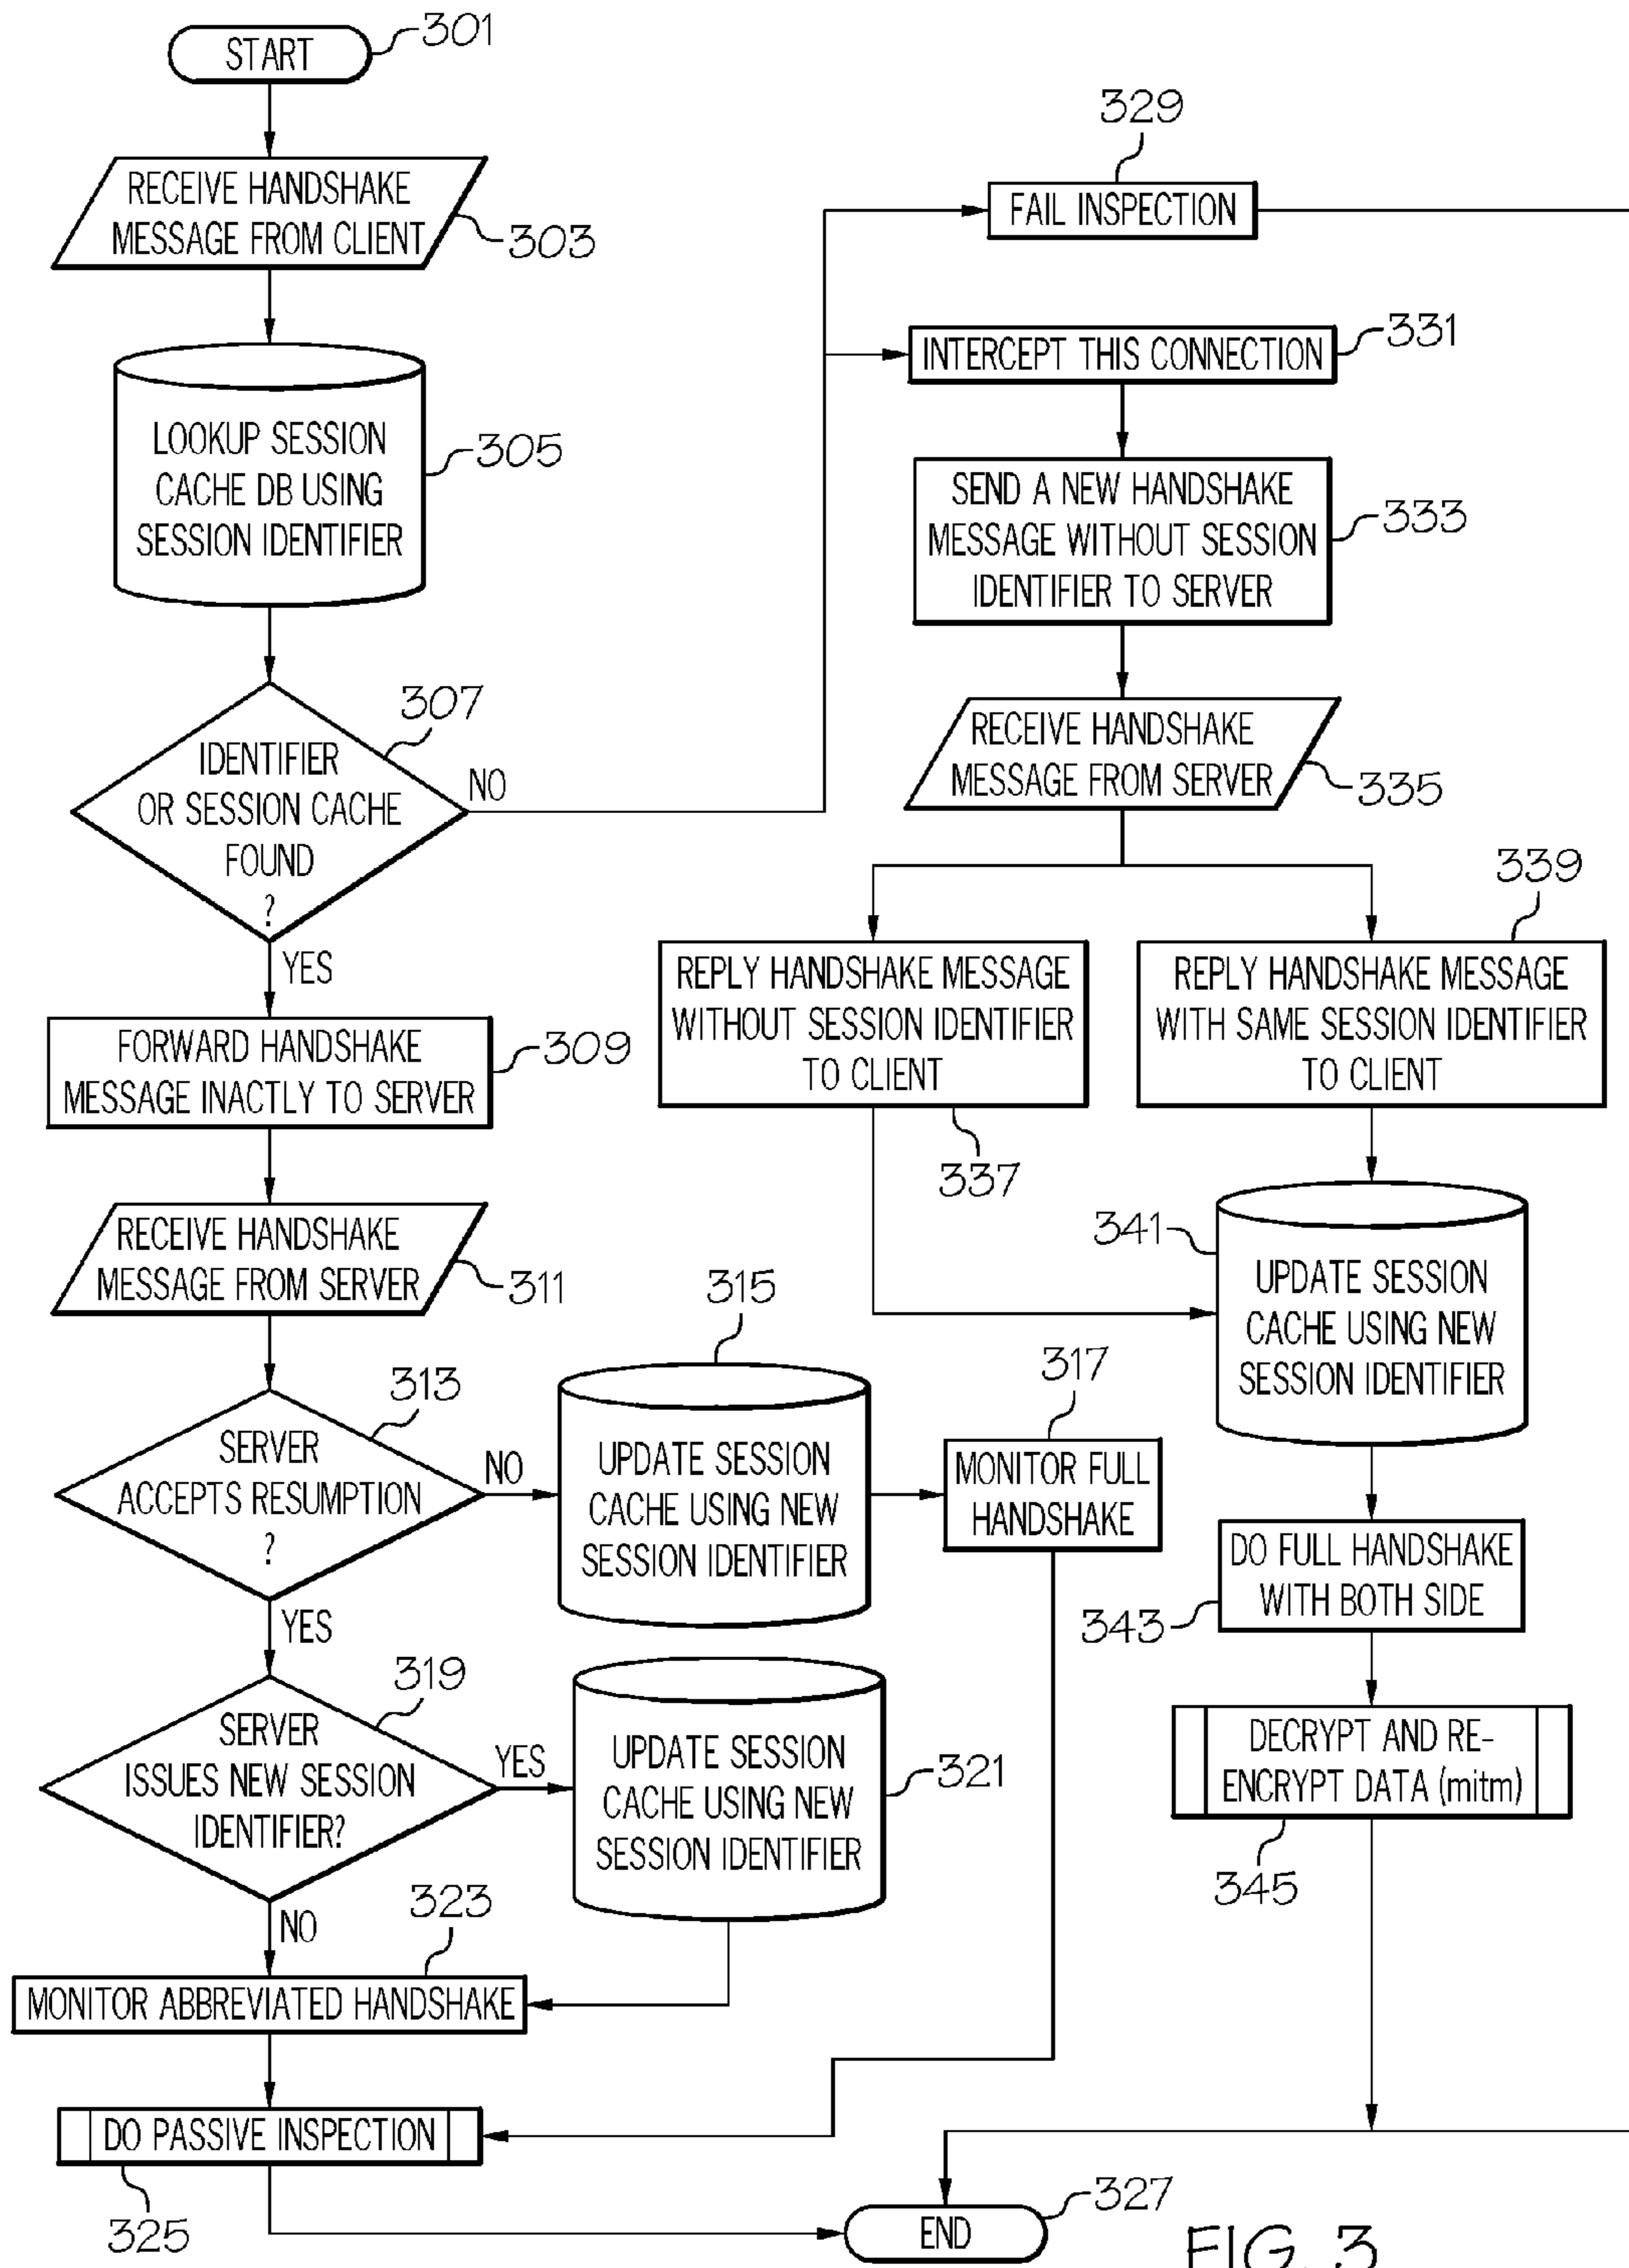 START
301
RECEIVE HANDSHAKE
MESSAGE FROM CLIENT
303
LOOKUP SESSION
CACHE DB USING
SESSION IDENTIFIER
305
307
IDENTIFIER
OR SESSION CACHE
FOUND
?
NO
YES
FORWARD HANDSHAKE
MESSAGE INACTLY TO SERVER
309
RECEIVE HANDSHAKE
MESSAGE FROM SERVER
311
313
SERVER
ACCEPTS RESUMPTION
?
NO
YES
315
UPDATE SESSION
CACHE USING NEW
SESSION IDENTIFIER
317
MONITOR FULL
HANDSHAKE
319
SERVER
ISSUES NEW SESSION
IDENTIFIER?
YES
NO
UPDATE SESSION
CACHE USING NEW
SESSION IDENTIFIER
321
323
MONITOR ABBREVIATED HANDSHAKE
DO PASSIVE INSPECTION
325
329
FAIL INSPECTION
INTERCEPT THIS CONNECTION
331
SEND A NEW HANDSHAKE
MESSAGE WITHOUT SESSION
IDENTIFIER TO SERVER
333
RECEIVE HANDSHAKE
MESSAGE FROM SERVER
335
REPLY HANDSHAKE MESSAGE
WITHOUT SESSION IDENTIFIER
TO CLIENT
337
339
REPLY HANDSHAKE MESSAGE
WITH SAME SESSION IDENTIFIER
TO CLIENT
341
UPDATE SESSION
CACHE USING NEW
SESSION IDENTIFIER
DO FULL HANDSHAKE
WITH BOTH SIDE
343
DECRYPT AND RE-
ENCRYPT DATA (mitm)
345
END
327
FIG. 3